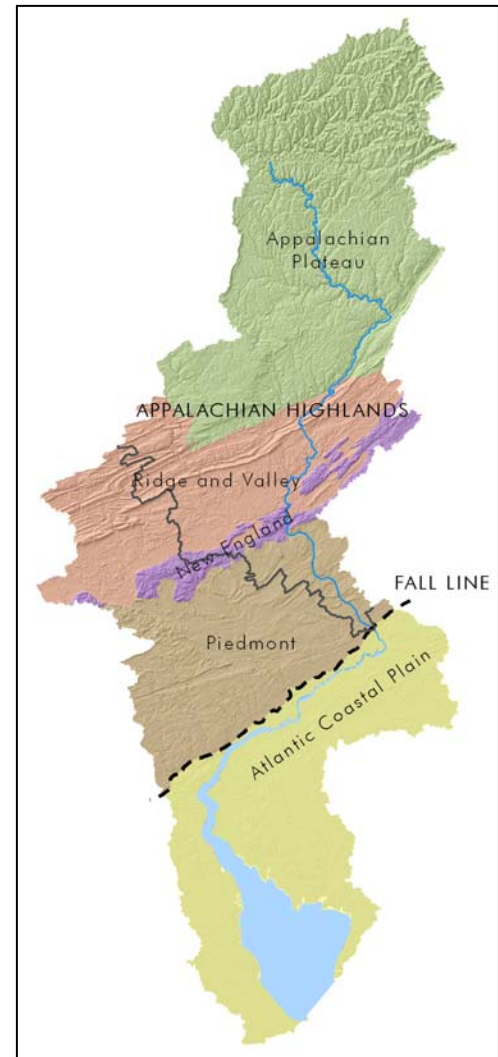 Appalachian
Plateau
APPALACHIAN HIGHLANDS
Ridge and Valley
New England
FALL LINE
Piedmont
Atlantic Coastal Plain